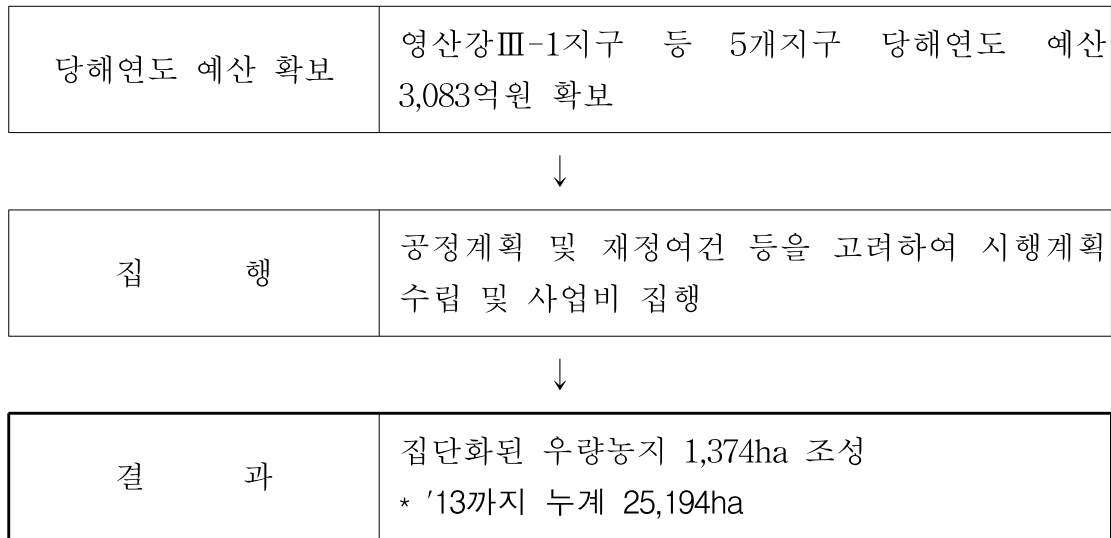 당해연도 예산 확보
영산강Ⅲ-1지구 등 5개지구 당해연도 예산
3,083억원 확보
↓
집 행
공정계획 및 재정여건 등을 고려하여 시행계획
수립 및 사업비 집행
↓
결 과
집단화된 우량농지 1,374ha 조성
* '13까지 누계 25,194ha